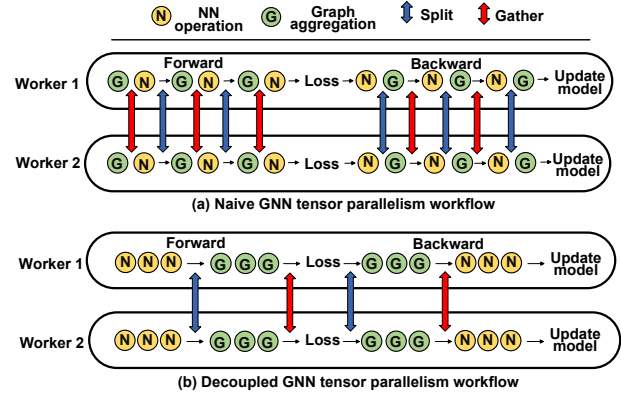 N NN operation G Graph aggregation Split Gather
Forward Backward
Worker 1 G N G N G N Loss N G N G N G Update model
Worker 2 G N G N G N Loss N G N G N G Update model
(a) Naive GNN tensor parallelism workflow
Forward Backward
Worker 1 N N N G G G Loss G G G N N N Update model
Worker 2 N N N G G G Loss G G G N N N Update model
(b) Decoupled GNN tensor parallelism workflow